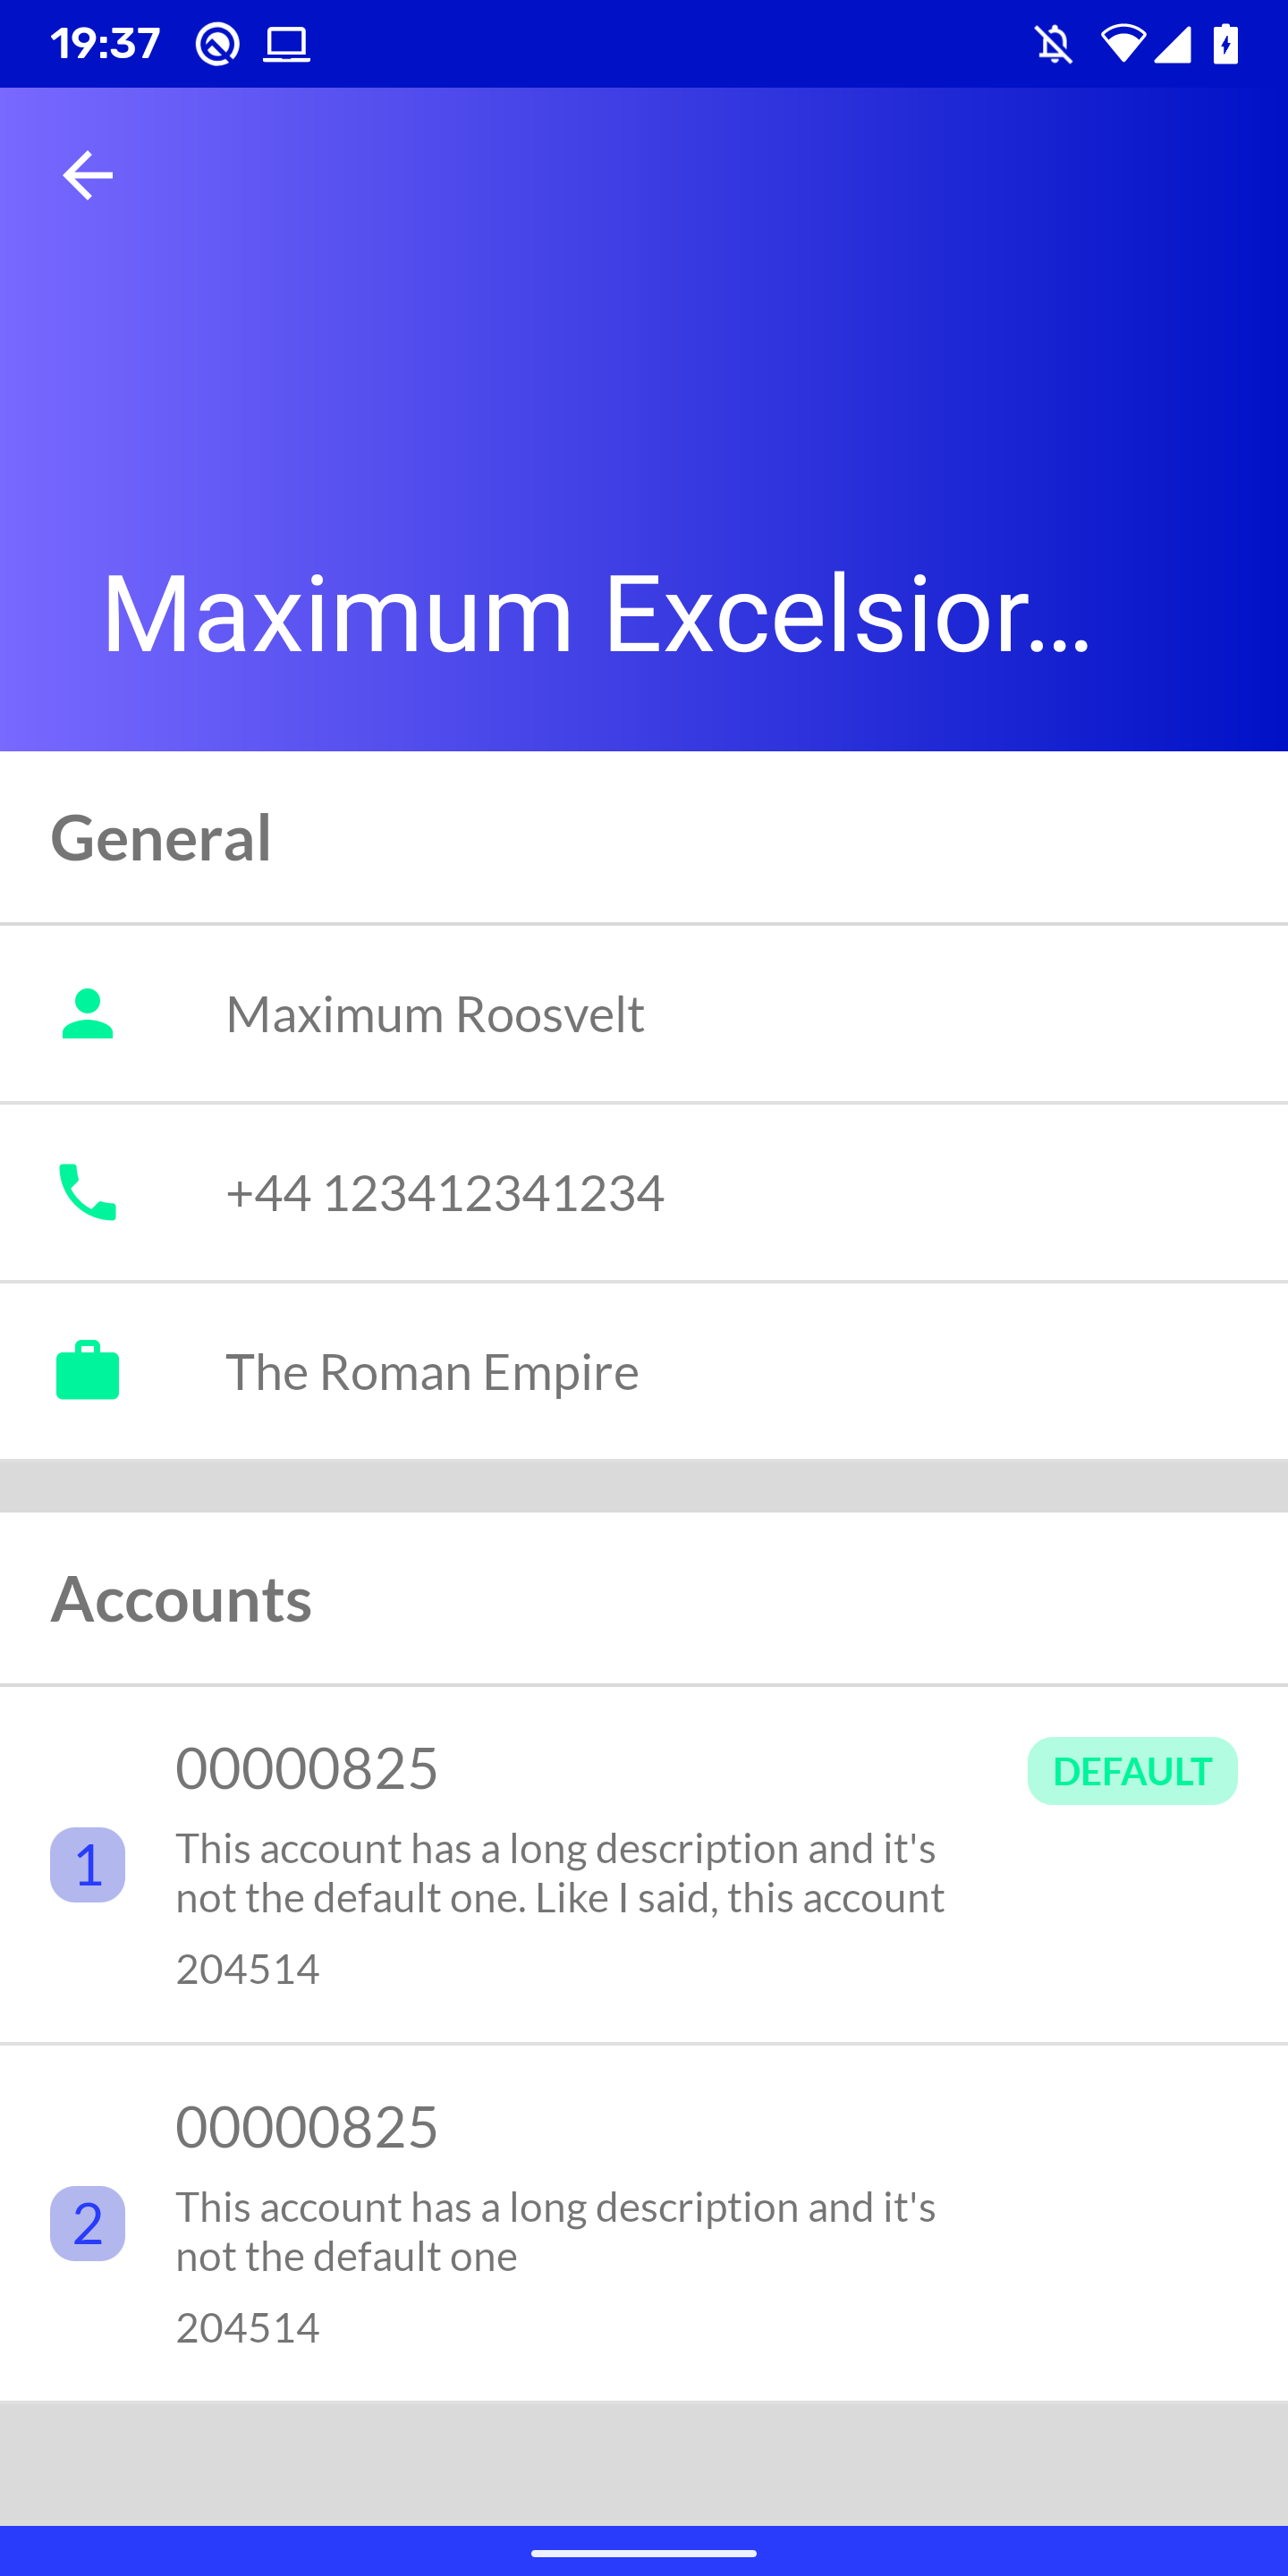 19:37
Maximum Excelsior...
General
Maximum Roosvelt
+44 123412341234
The Roman Empire
Accounts
00000825
DEFAULT
1
This account has a long description and it's
not the default one. Like I said, this account
204514
00000825
2
This account has a long description and it's
not the default one
204514